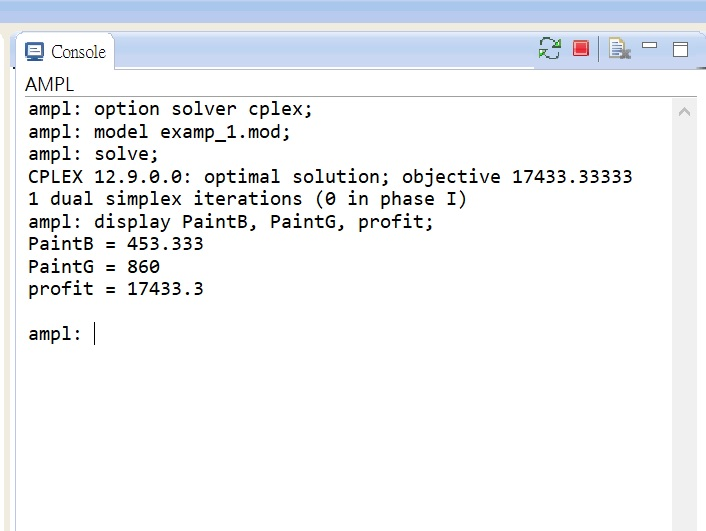 Console
AMPL
ampl: option solver cplex;
ampl: model examp_1.mod;
ampl: solve;
CPLEX 12.9.0.0: optimal solution; objective 17433.33333
1 dual simplex iterations (0 in phase I)
ampl: display PaintB, PaintG, profit;
PaintB = 453.333
PaintG = 860
profit = 17433.3
ampl: